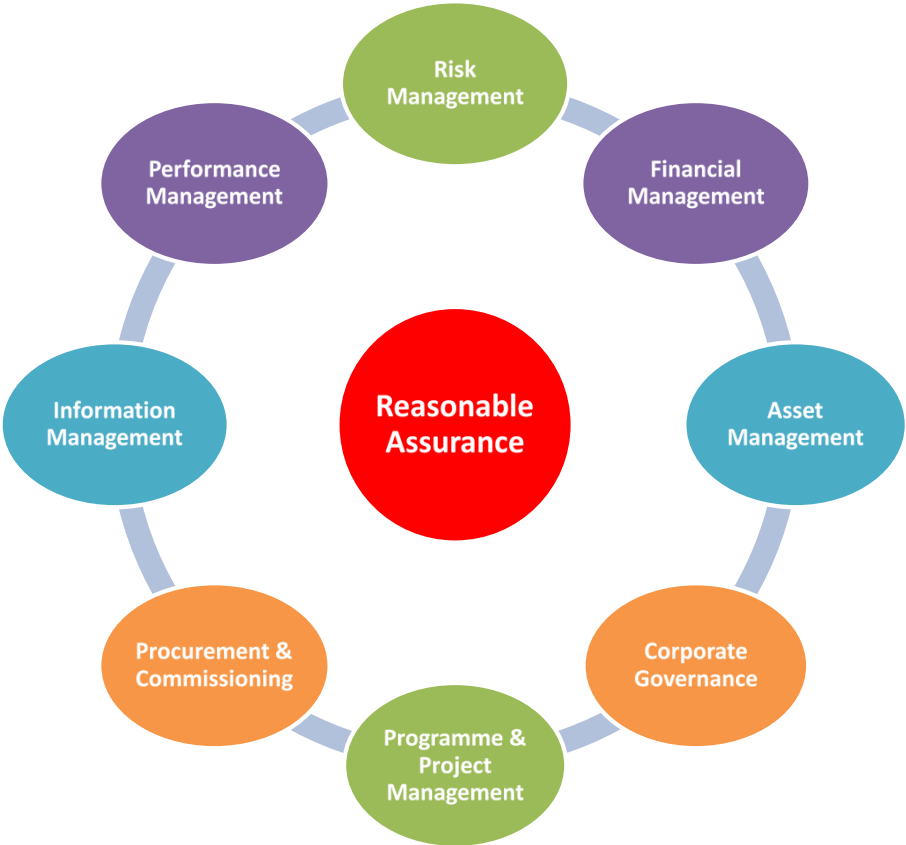 Risk
Management
Financial
Management
Asset
Management
Corporate
Governance
Programme &
Project
Management
Procurement &
Commissioning
Information
Management
Performance
Management
Reasonable
Assurance